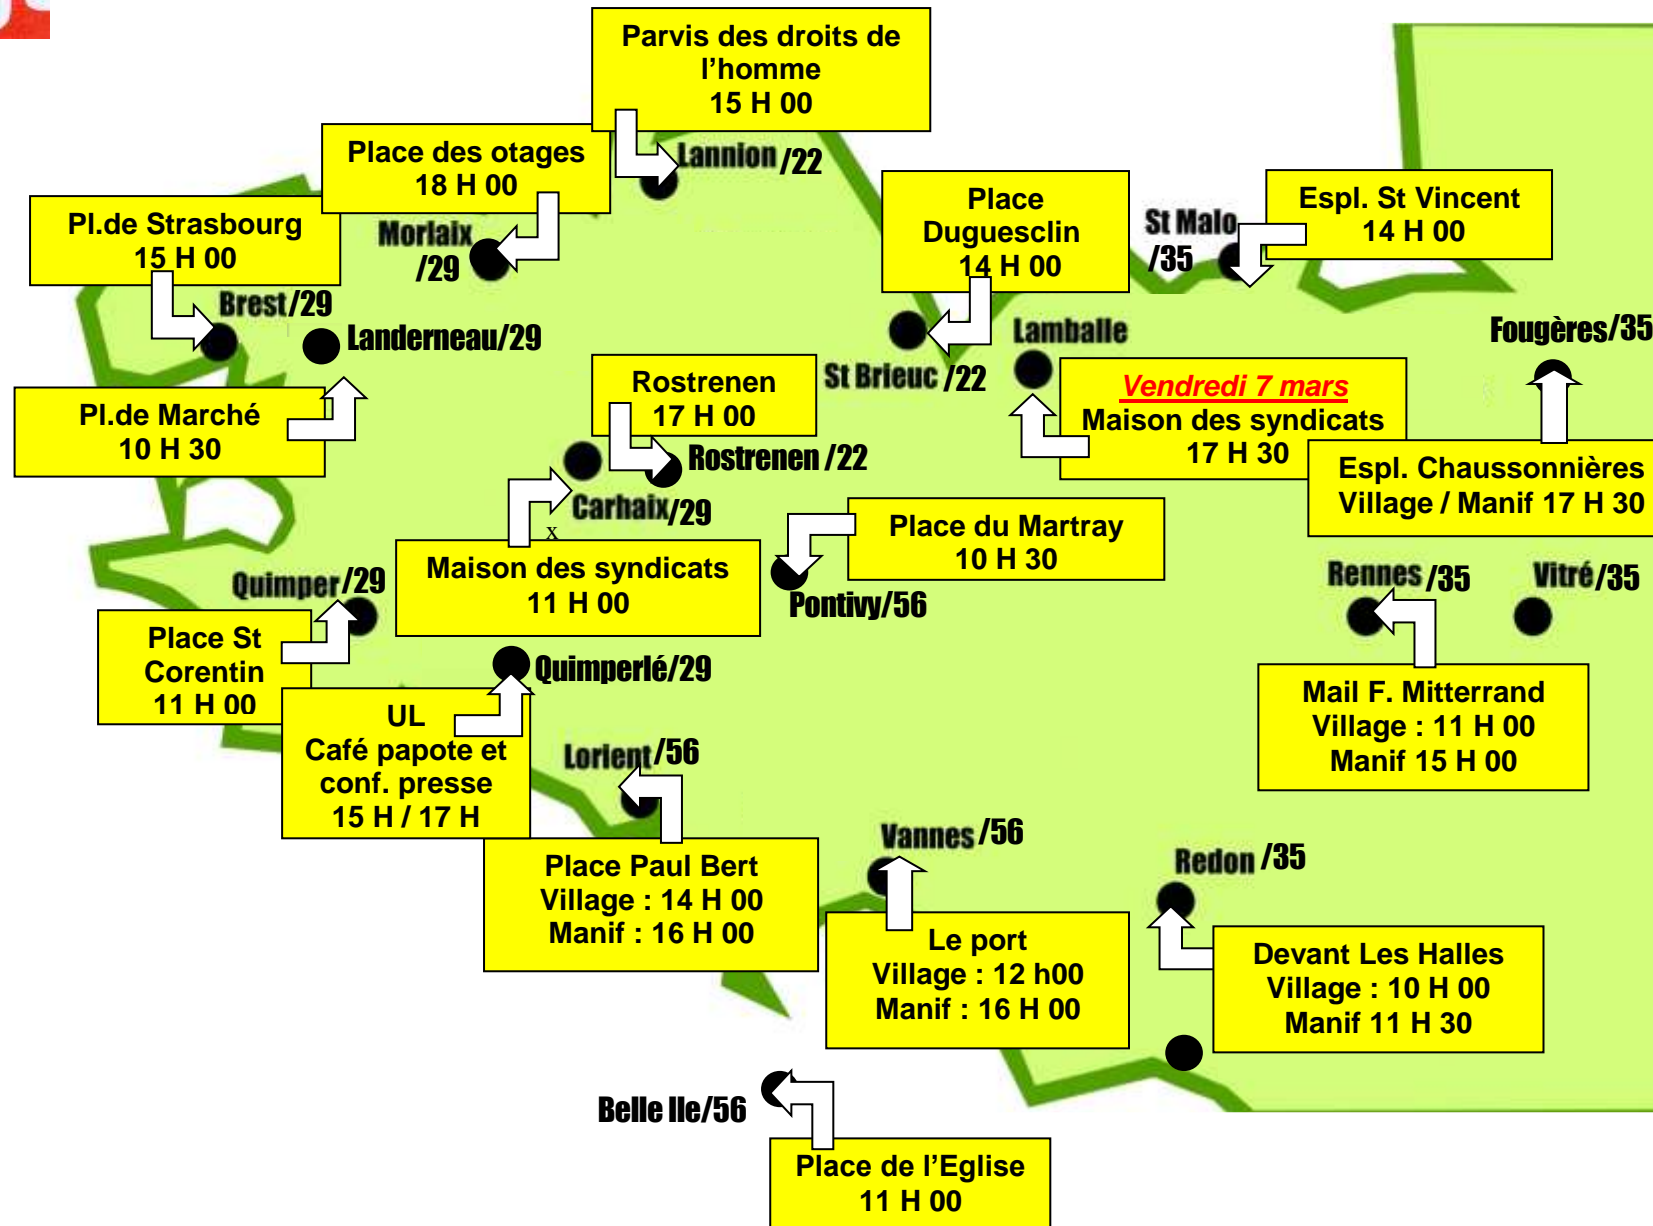 Parvis des droits de
l'homme
15 H 00
Lannion /22
Place des otages
18 H 00
Morlaix
/29
Pl.de Strasbourg
15 H 00
Brest/29
Landerneau/29
Pl.de Marché
10 H 30
Place
Duguesclin
14 H 00
St Brieuc /22
St Malo
/35
Espl. St Vincent
14 H 00
Lamballe
Vendredi 7 mars
Maison des syndicats
17 H 30
Fougères/35
Espl. Chaussonnières
Village / Manif 17 H 30
Rostrenen
17 H 00
Rostrenen /22
Carhaix/29
x
Maison des syndicats
11 H 00
Place du Martray
10 H 30
Pontivy/56
Quimper/29
Place St
Corentin
11 H 00
Quimperlé/29
UL
Café papote et
conf. presse
15 H / 17 H
Rennes /35
Vitré/35
Mail F. Mitterrand
Village : 11 H 00
Manif 15 H 00
Lorient/56
Place Paul Bert
Village : 14 H 00
Manif : 16 H 00
Vannes /56
Le port
Village : 12 h00
Manif : 16 H 00
Redon /35
Devant Les Halles
Village : 10 H 00
Manif 11 H 30
Belle Ile/56
Place de l'Eglise
11 H 00